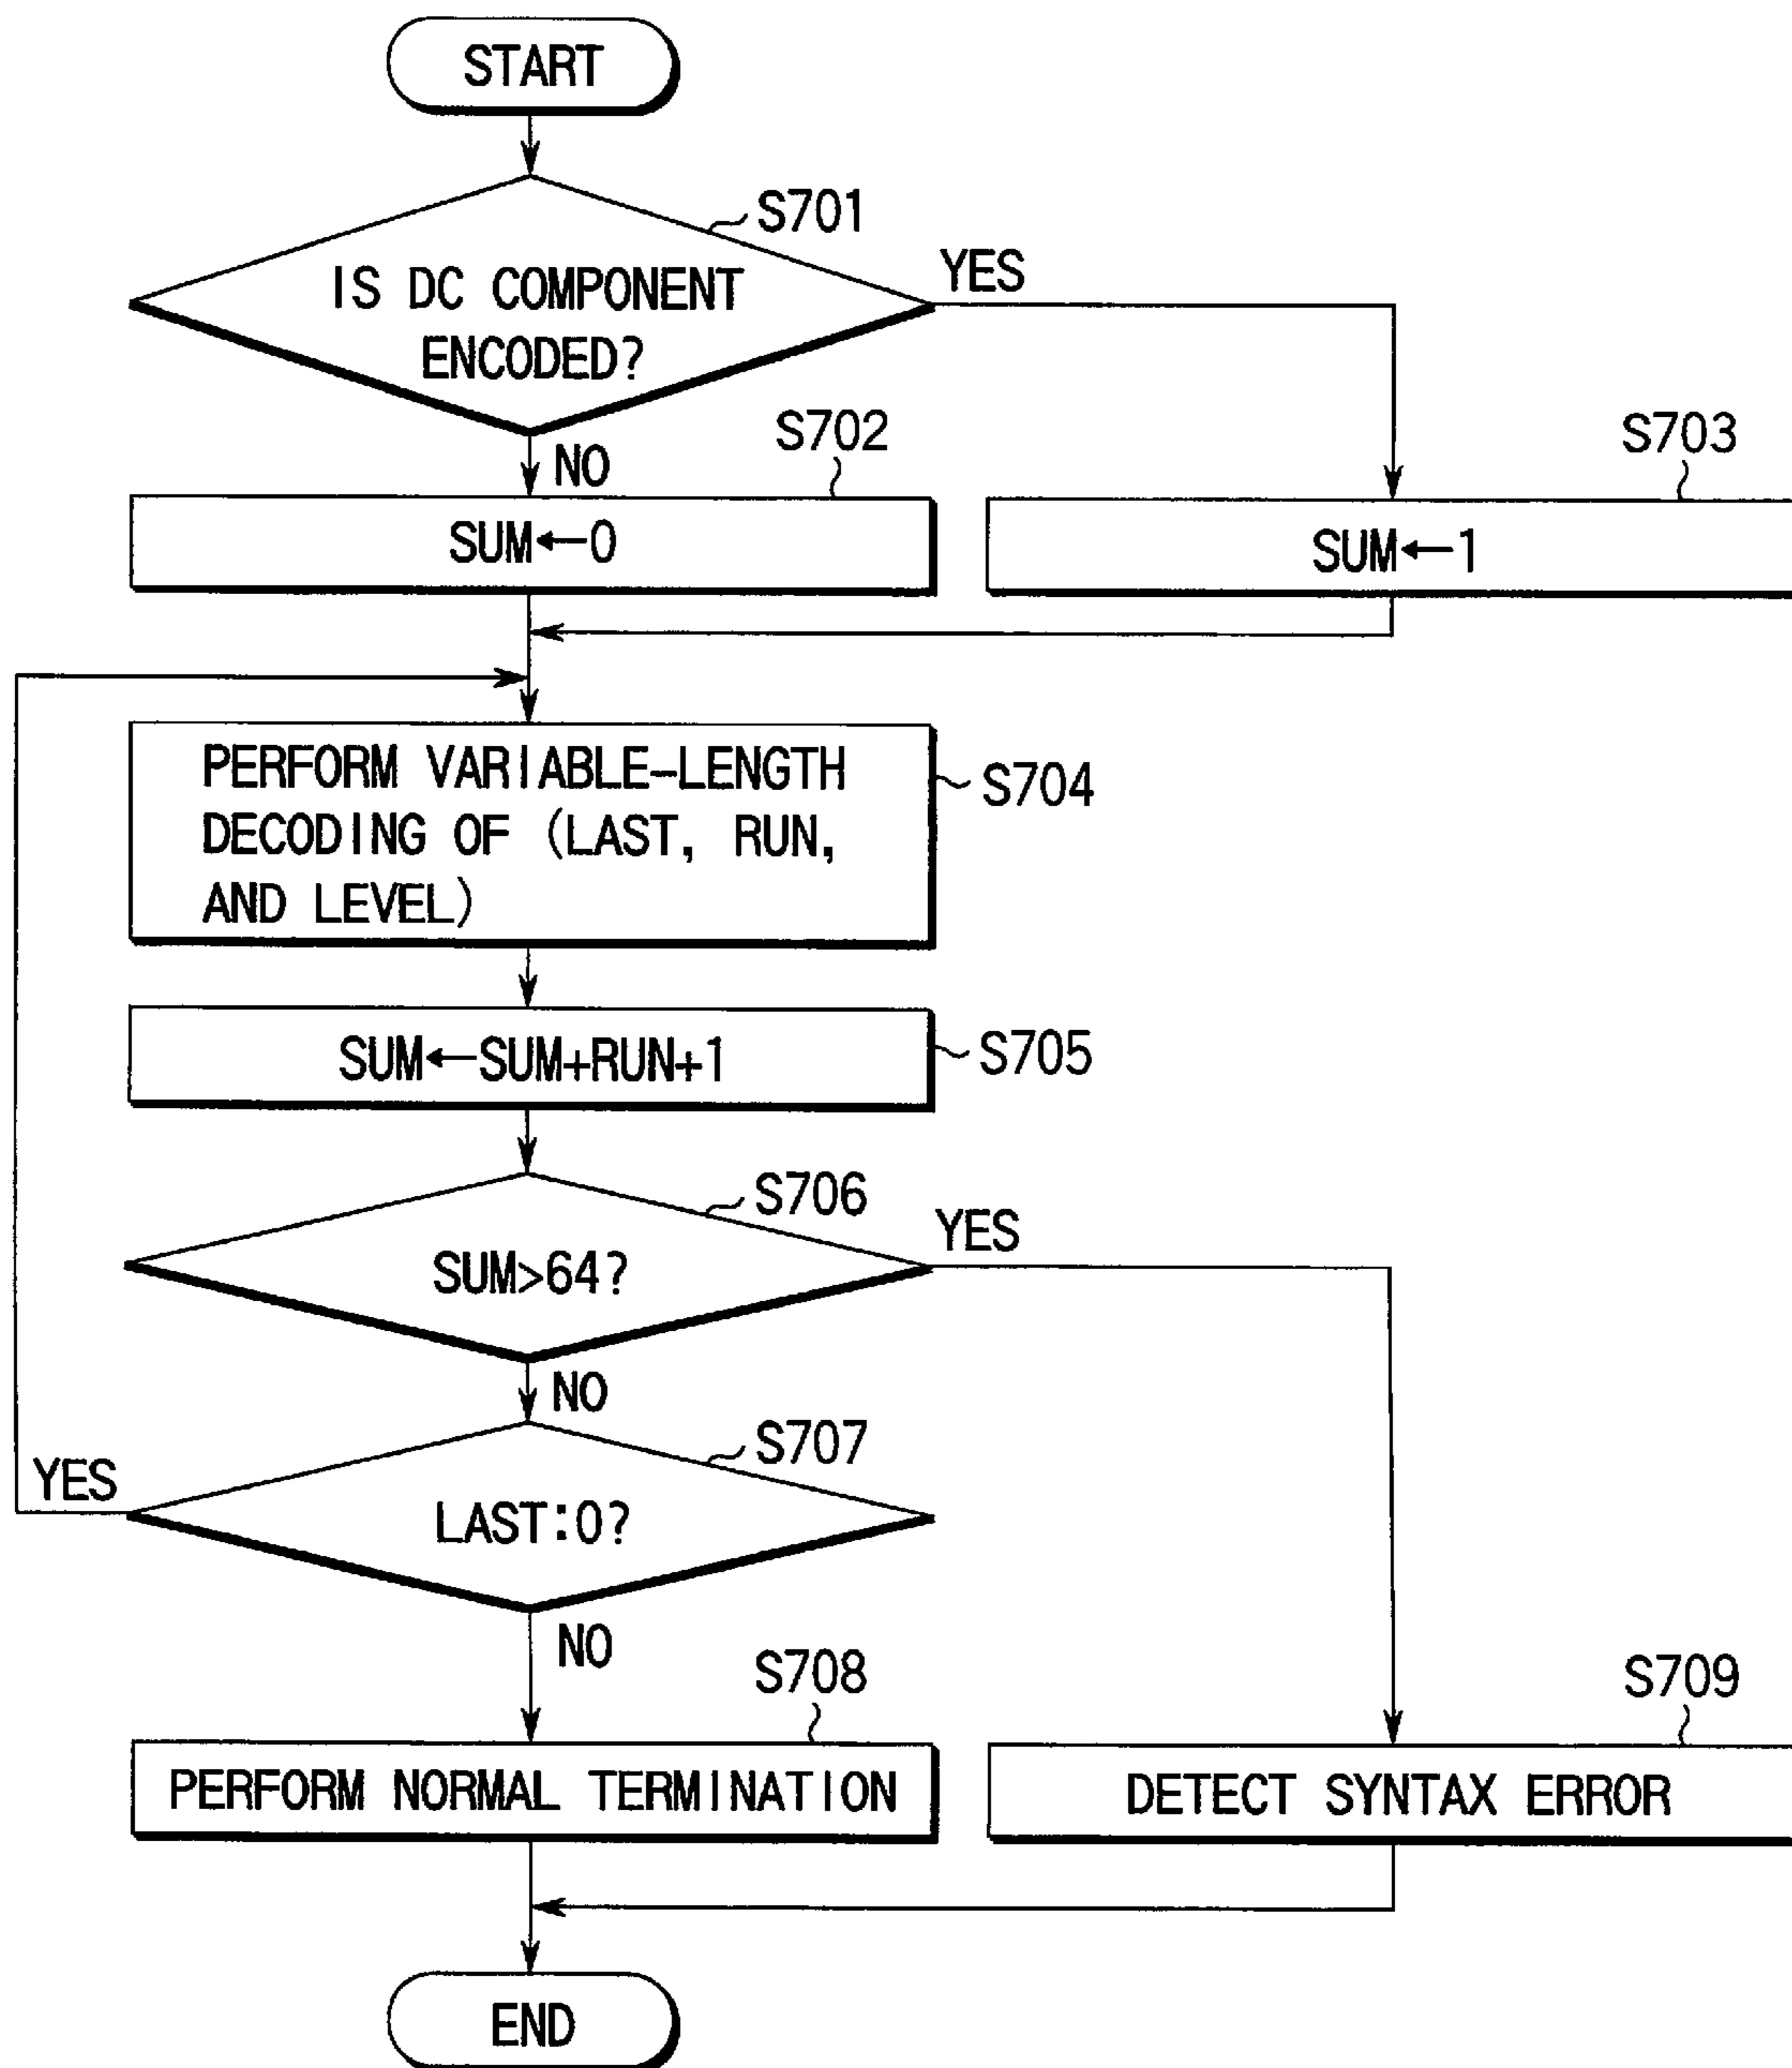 START
S701
IS DC COMPONENT
ENCODED?
YES
NO
S702
S703
SUM←0
SUM←1
PERFORM VARIABLE-LENGTH
DECODING OF (LAST, RUN,
AND LEVEL)
S704
SUM←SUM+RUN+1
S705
S706
SUM>64?
YES
NO
S707
LAST:0?
YES
NO
S708
S709
PERFORM NORMAL TERMINATION
DETECT SYNTAX ERROR
END